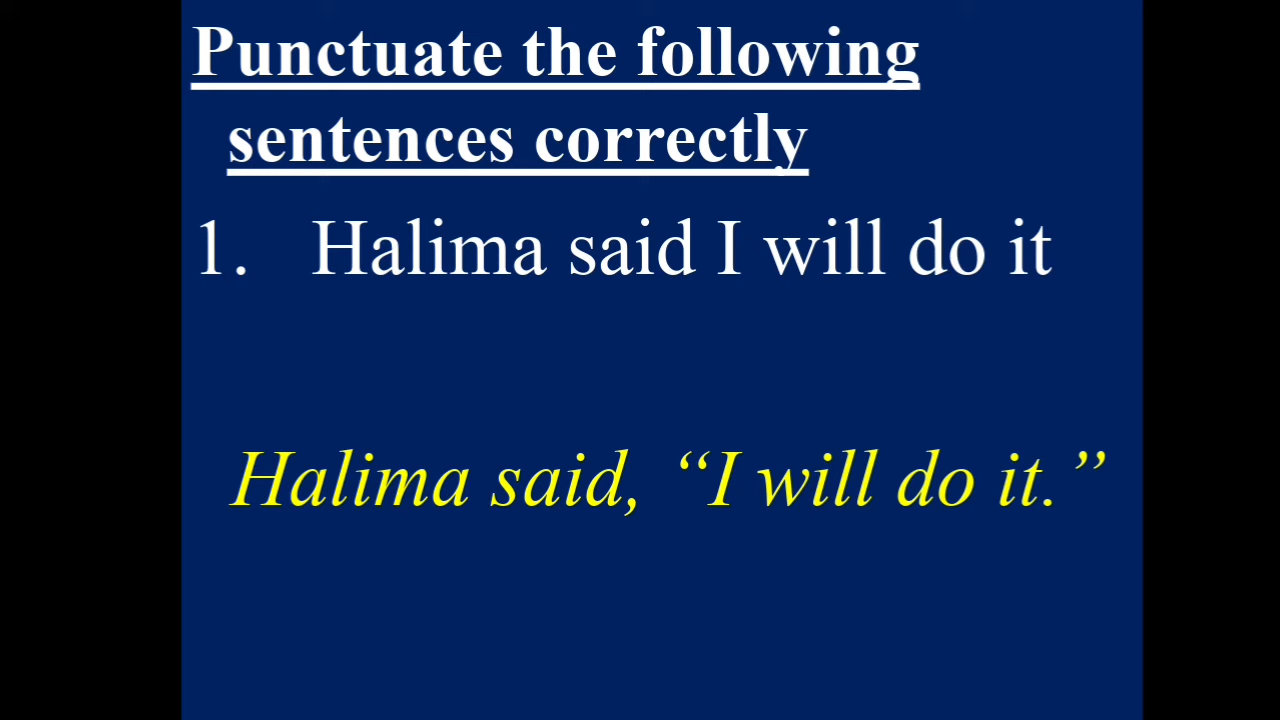 Punctuate the following
sentences correctly
1. Halima said I will do it
Halima said, “I will do it.”